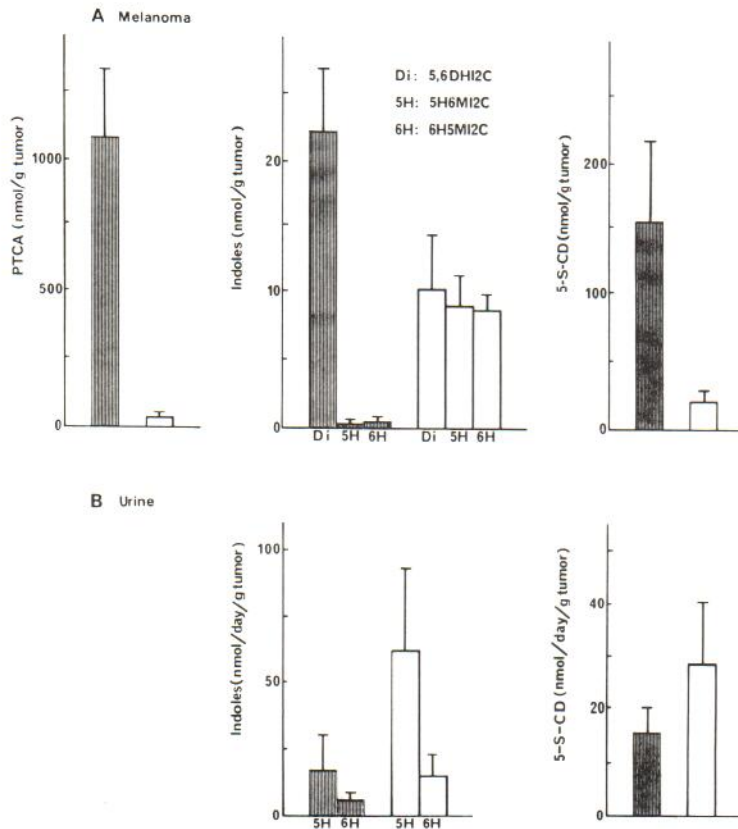 A Melanoma
PTCA (nmol/g tumor)
1000
500
0
Indoles (nmol/g tumor)
20
10
0
Di 5H 6H Di 5H 6H
Di: 5,6DHI2C
5H: 5H6MI2C
6H: 6H5MI2C
5-S-CD (nmol/g tumor)
200
100
0
B Urine
Indoles (nmol/day/g tumor)
100
50
0
5H 6H 5H 6H
5-S-CD (nmol/day/g tumor)
40
20
0